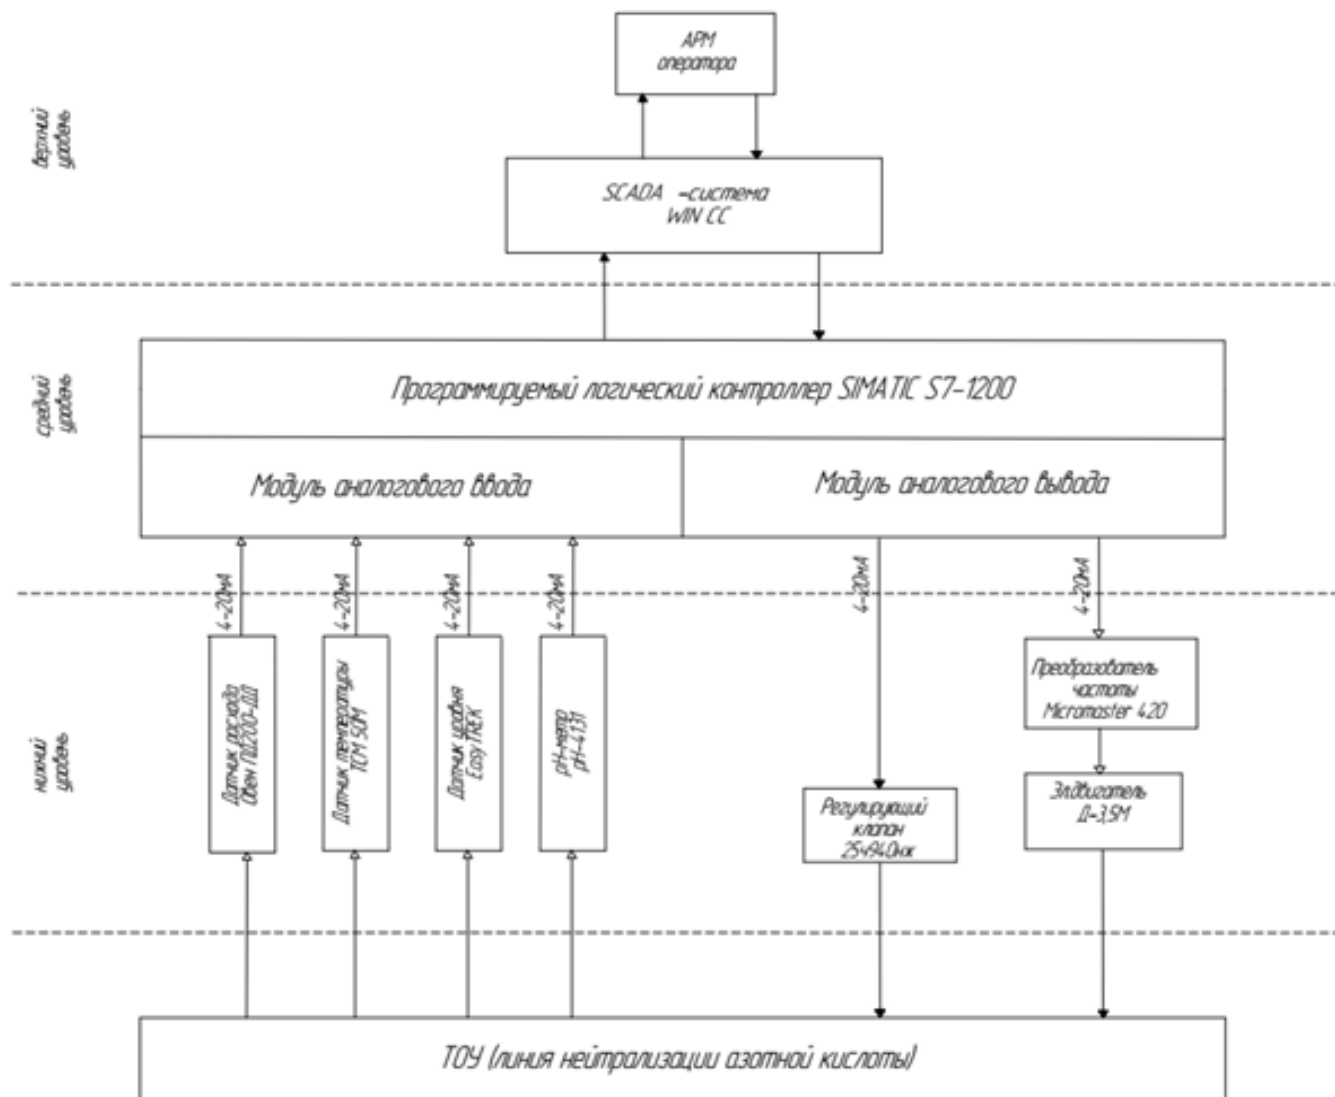 АРМ
оператора
верхний
уровень
SCADA -система
WIN CC
средний
уровень
Программируемый логический контроллер SIMATIC S7-1200
Модуль аналогового ввода
Модуль аналогового вывода
4-20мА
4-20мА
4-20мА
4-20мА
4-20мА
4-20мА
нижний
уровень
Датчик расхода
Овен ПД200-ДД
Датчик температуры
ТСМ 50М
Датчик уровня
Easy TREK
pH-метр
pH-4131
Преобразователь
частоты
Micromaster 420
Регулирующий
клапан
25ч940нж
Эл.двигатель
Д-3,5М
ТОУ (линия нейтрализации азотной кислоты)